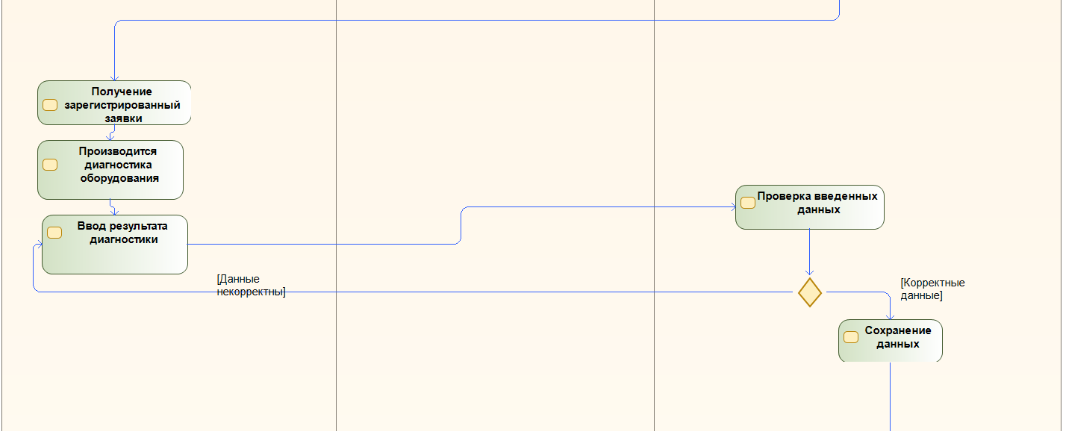 Получение
зарегистрированный
заявки
Производится
диагностика
оборудования
Ввод результата
диагностики
Проверка введенных
данных
[Данные
некорректны]
[Корректные
данные]
Сохранение
данных